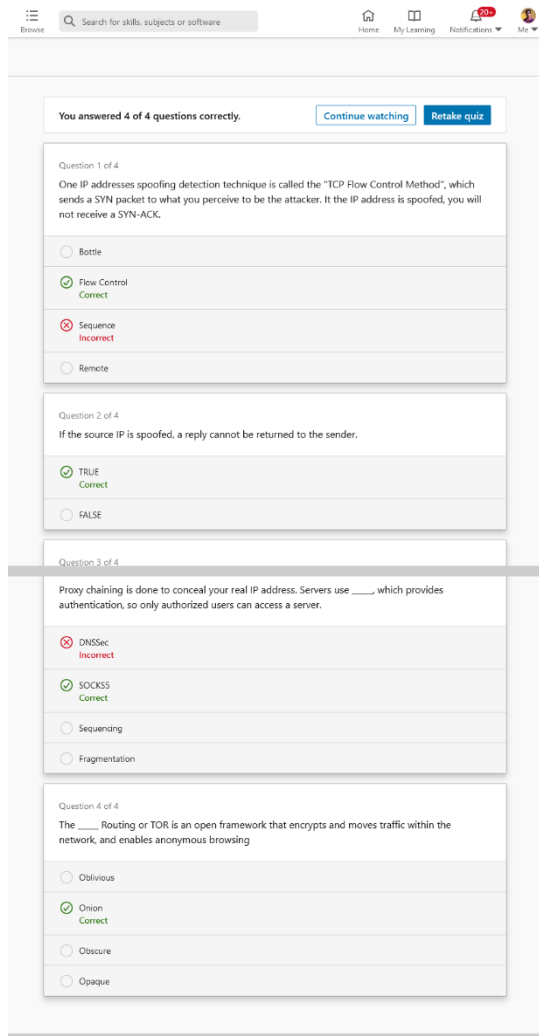 Browse
Search for skills, subjects or software
Home
My Learning
20+
Notifications
Me
You answered 4 of 4 questions correctly.
Continue watching
Retake quiz
Question 1 of 4
One IP addresses spoofing detection technique is called the "TCP Flow Control Method", which
sends a SYN packet to what you perceive to be the attacker. It the IP address is spoofed, you will
not receive a SYN-ACK.
Bottle
Flow Control
Correct
Sequence
Incorrect
Remote
Question 2 of 4
If the source IP is spoofed, a reply cannot be returned to the sender.
TRUE
Correct
FALSE
Question 3 of 4
Proxy chaining is done to conceal your real IP address. Servers use ____, which provides
authentication, so only authorized users can access a server.
DNSSec
Incorrect
SOCKS5
Correct
Sequencing
Fragmentation
Question 4 of 4
The ____ Routing or TOR is an open framework that encrypts and moves traffic within the
network, and enables anonymous browsing
Oblivious
Onion
Correct
Obscure
Opaque